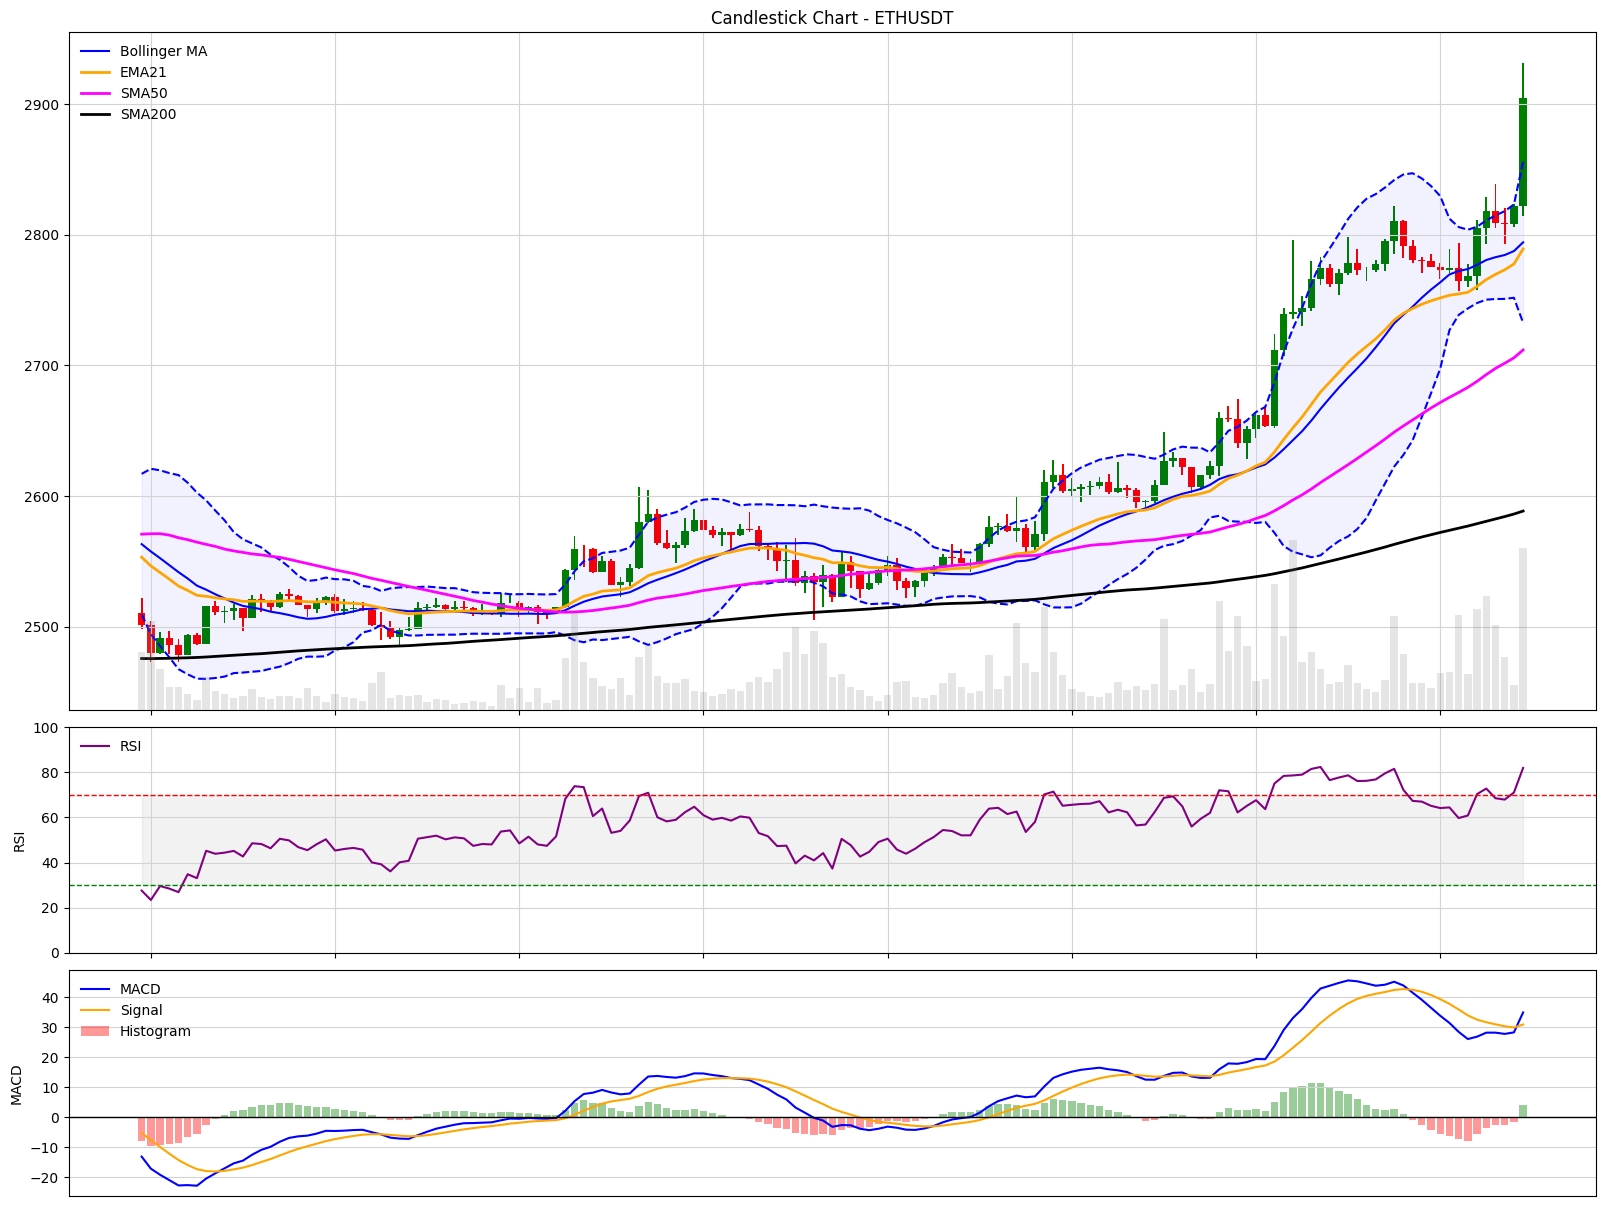 Candlestick Chart - ETHUSDT
Bollinger MA
EMA21
SMA50
SMA200
2900
2800
2700
2600
2500
RSI
RSI
100
80
60
40
20
0
MACD
Signal
Histogram
MACD
40
30
20
10
0
−10
−20